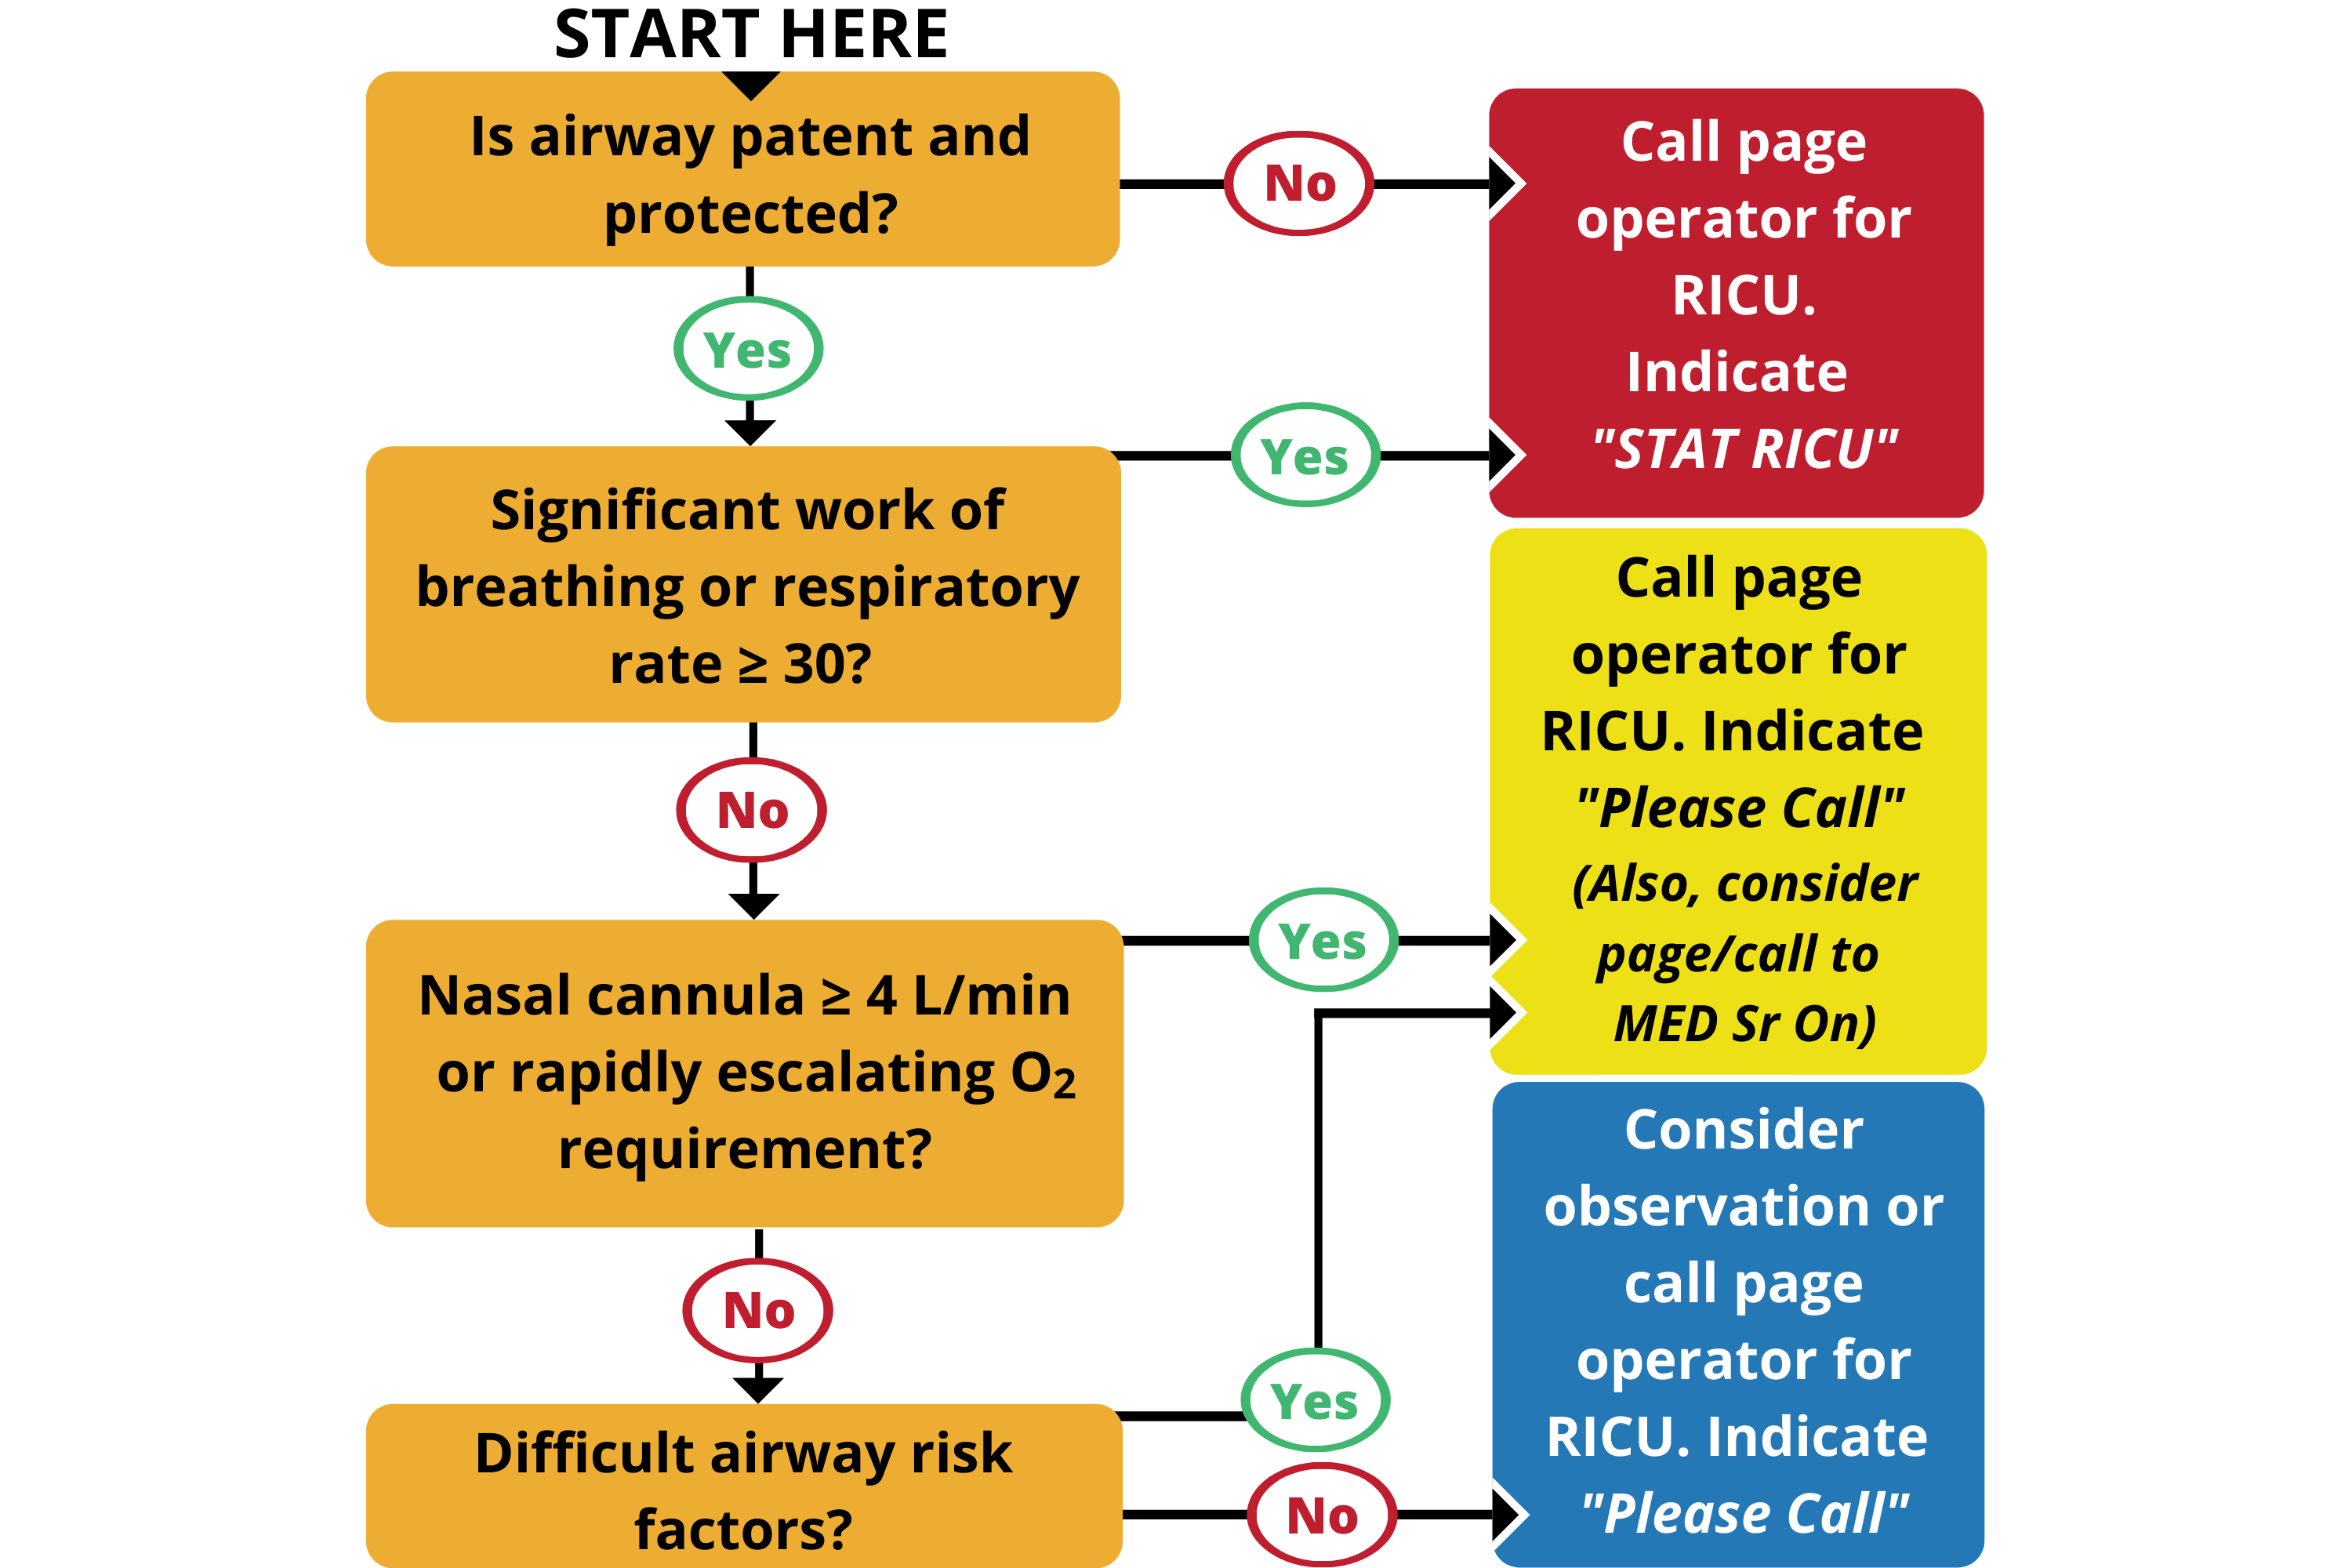 START HERE
Is airway patent and
protected?
No
Call page
operator for
RICU.
Indicate
"STAT RICU"
Yes
Significant work of
breathing or respiratory
rate ≥ 30?
Yes
No
Call page
operator for
RICU. Indicate
"Please Call"
(Also, consider
page/call to
MED Sr On)
Nasal cannula ≥ 4 L/min
or rapidly escalating O₂
requirement?
Yes
No
Difficult airway risk
factors?
Yes
No
Consider
observation or
call page
operator for
RICU. Indicate
"Please Call"